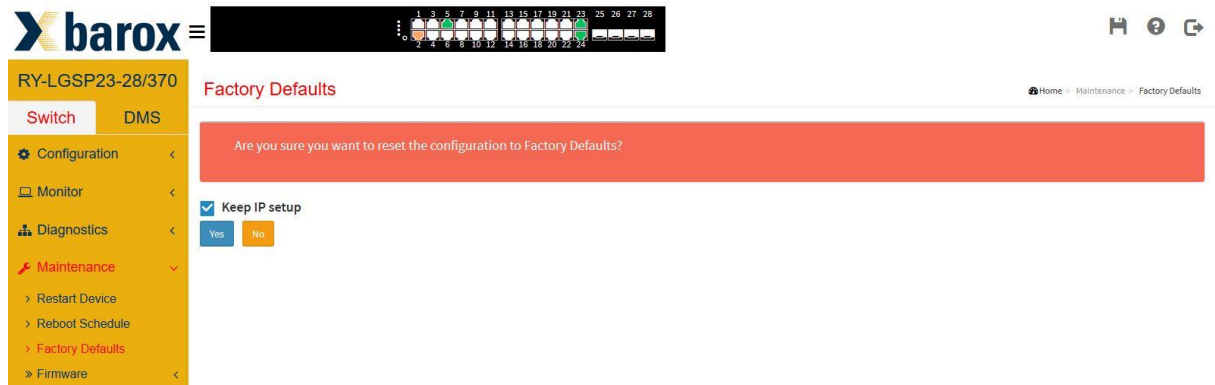 barox
1 3 5 7 9 11 13 15 17 19 21 23 25 26 27 28
2 4 6 8 10 12 14 16 18 20 22 24
RY-LGSP23-28/370
Factory Defaults
Home > Maintenance > Factory Defaults
Switch DMS
Are you sure you want to reset the configuration to Factory Defaults?
Configuration
Monitor
Keep IP setup
Yes No
Diagnostics
Maintenance
> Restart Device
> Reboot Schedule
> Factory Defaults
» Firmware